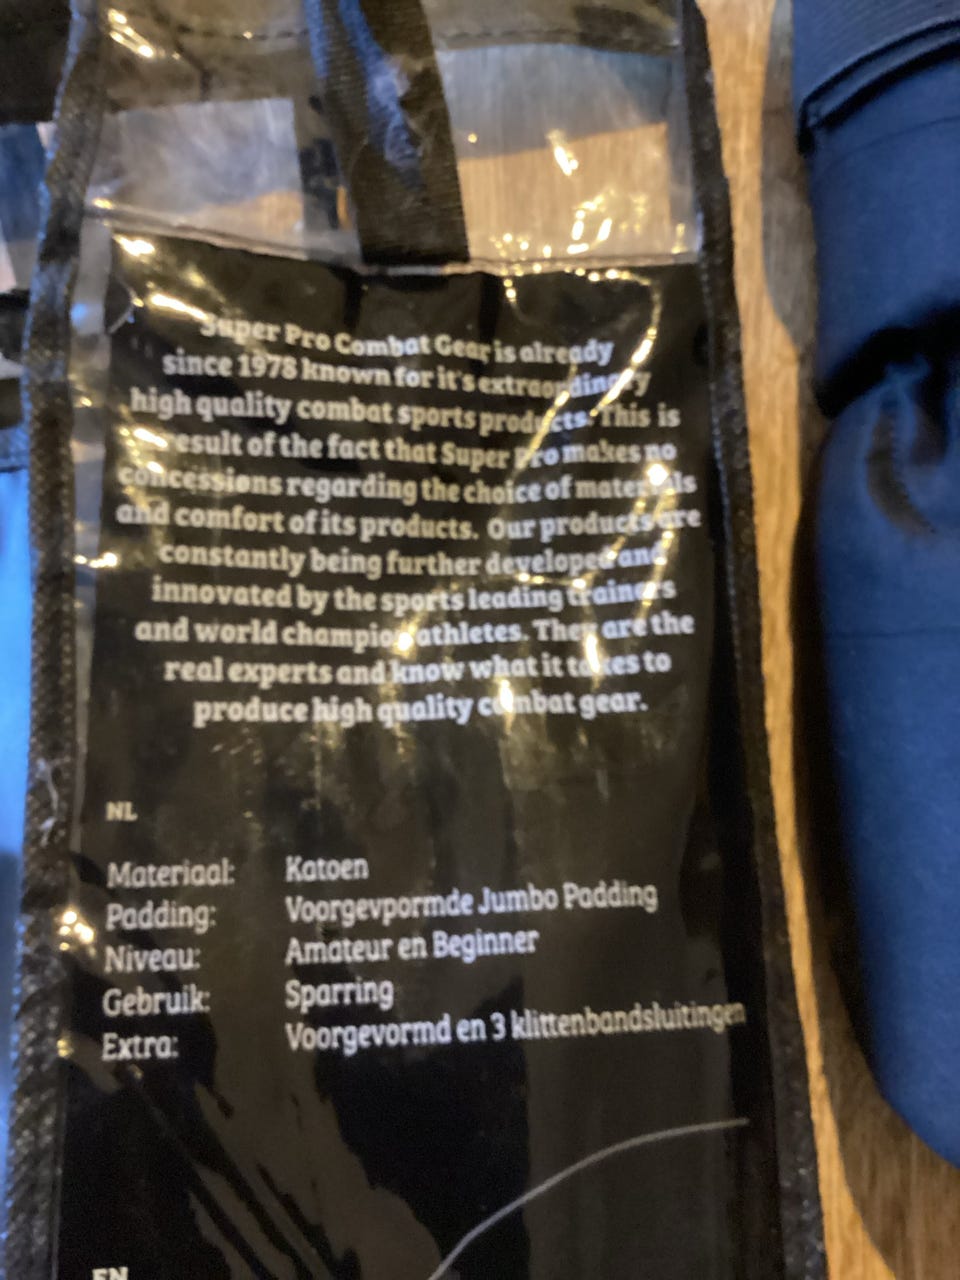 Super Pro Combat Gear is already
since 1978 known for it's extraordinary
high quality combat sports products. This is
result of the fact that Super Pro makes no
concessions regarding the choice of materials
and comfort of its products. Our products are
constantly being further developed and
innovated by the sports leading trainers
and world champion athletes. They are the
real experts and know what it takes to
produce high quality combat gear.
NL
Materiaal: Katoen
Padding: Voorgevpormde Jumbo Padding
Niveau: Amateur en Beginner
Gebruik: Sparring
Extra: Voorgevormd en 3 klittenbandsluitingen
EN